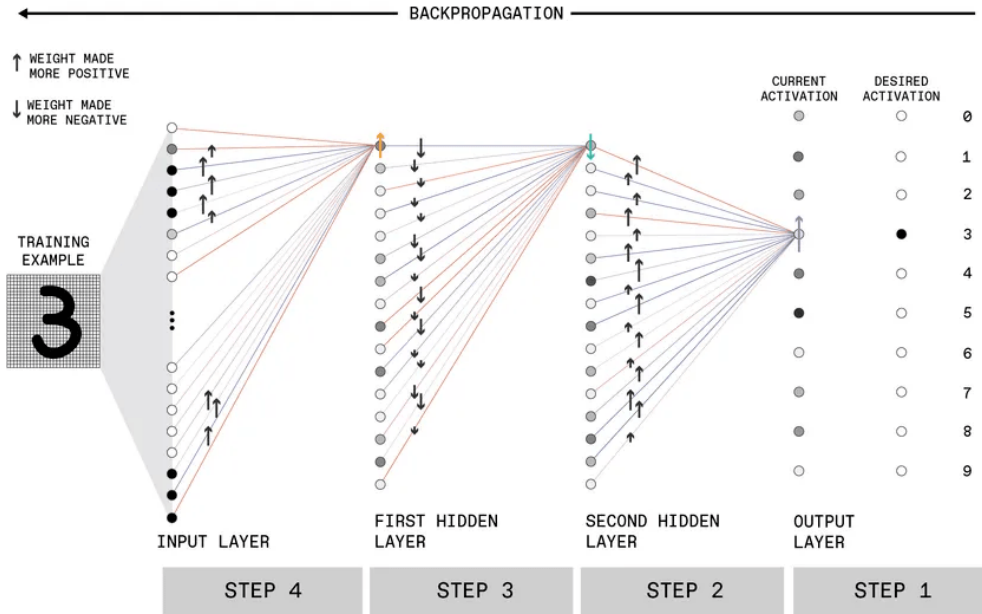 BACKPROPAGATION
WEIGHT MADE
MORE POSITIVE
WEIGHT MADE
MORE NEGATIVE
CURRENT
ACTIVATION
DESIRED
ACTIVATION
0
1
2
3
4
5
6
7
8
9
TRAINING
EXAMPLE
3
INPUT LAYER
FIRST HIDDEN
LAYER
SECOND HIDDEN
LAYER
OUTPUT
LAYER
STEP 4
STEP 3
STEP 2
STEP 1